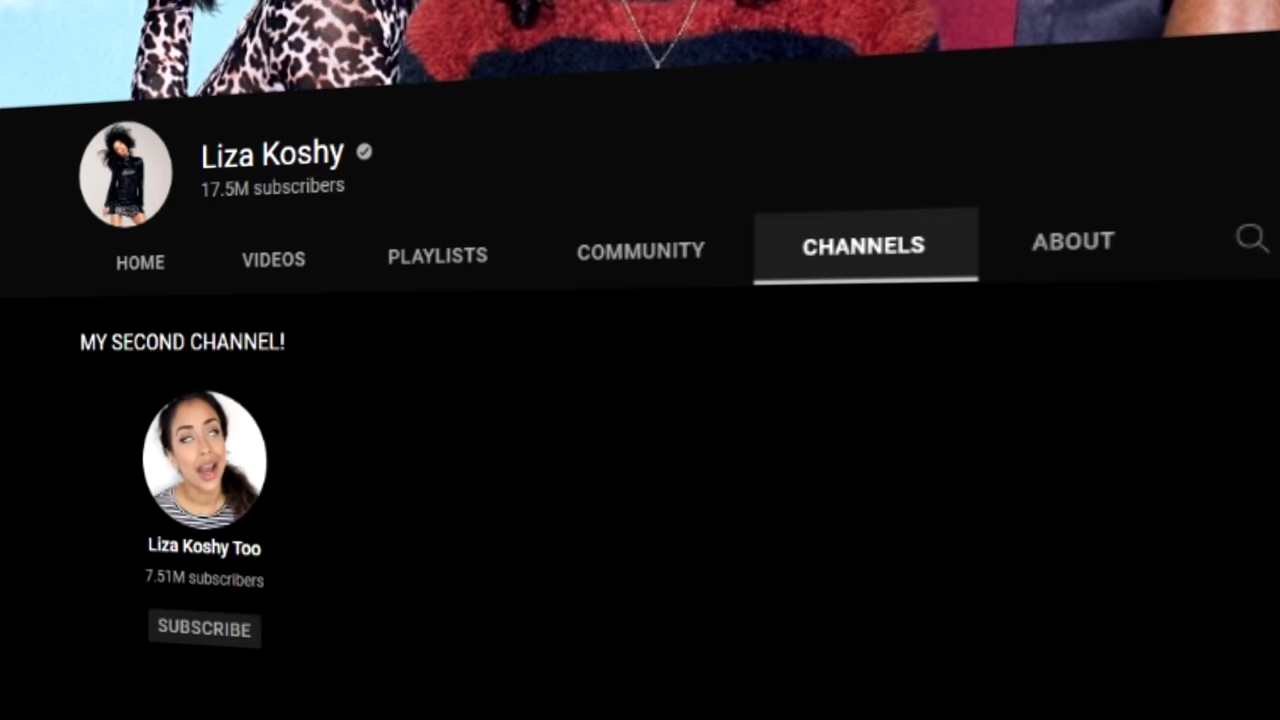 Liza Koshy
17.5M subscribers
HOME VIDEOS PLAYLISTS COMMUNITY CHANNELS ABOUT
MY SECOND CHANNEL!
Liza Koshy Too
7.51M subscribers
SUBSCRIBE